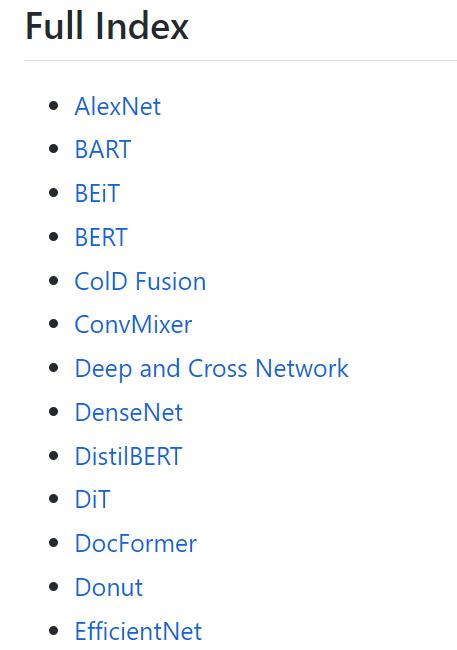 Full Index
AlexNet
BART
BEiT
BERT
ColD Fusion
ConvMixer
Deep and Cross Network
DenseNet
DistilBERT
DiT
DocFormer
Donut
EfficientNet